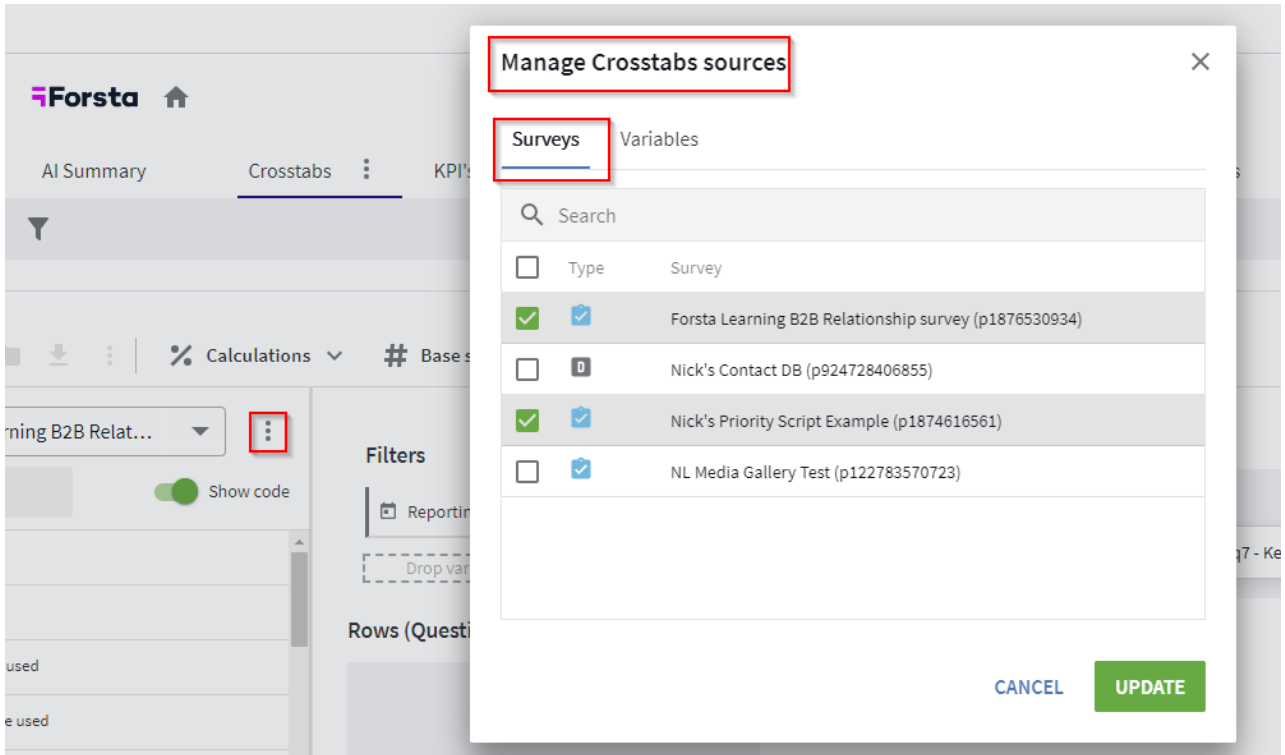 Forsta
AI Summary
Crosstabs
KPI's
Calculations
Base s
rning B2B Relat...
Show code
used
e used
Filters
Reportin
Drop var
Rows (Questi
Manage Crosstabs sources
Surveys
Variables
Search
Type Survey
Forsta Learning B2B Relationship survey (p1876530934)
D
Nick's Contact DB (p924728406855)
Nick's Priority Script Example (p1874616561)
NL Media Gallery Test (p122783570723)
CANCEL
UPDATE
s
q7 - Ke